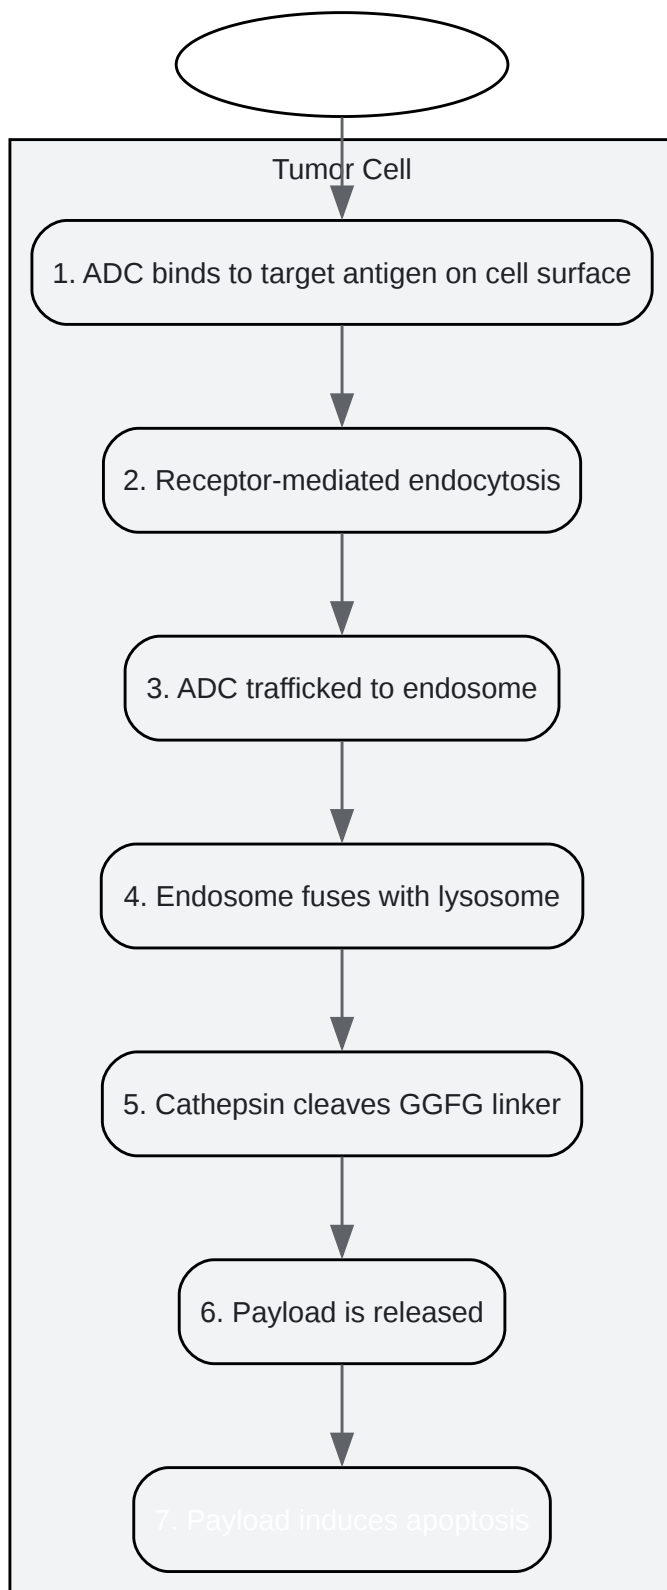 Tumor Cell
1. ADC binds to target antigen on cell surface
2. Receptor-mediated endocytosis
3. ADC trafficked to endosome
4. Endosome fuses with lysosome
5. Cathepsin cleaves GGFG linker
6. Payload is released
7. Payload induces apoptosis